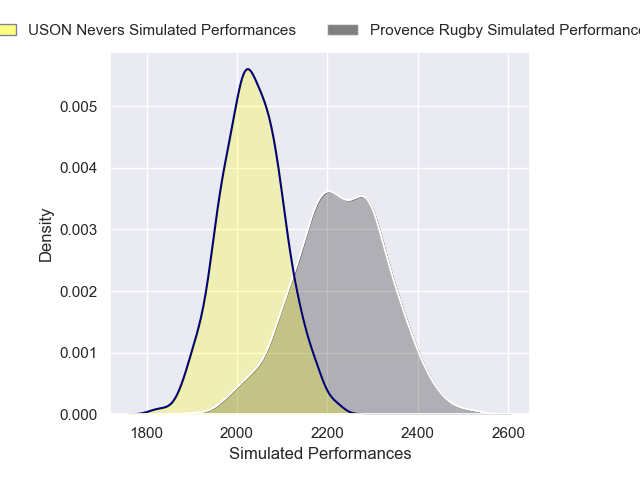 USON Nevers Simulated Performances
Provence Rugby Simulated Performance
Density
0.005
0.004
0.003
0.002
0.001
0.000
1800 2000 2200 2400 2600
Simulated Performances